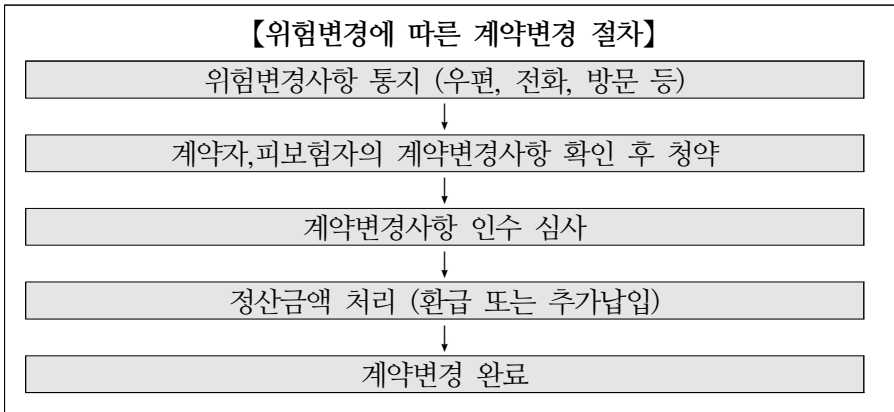 【위험변경에 따른 계약변경 절차】
위험변경사항 통지 (우편, 전화, 방문 등)
계약자,피보험자의 계약변경사항 확인 후 청약
계약변경사항 인수 심사
정산금액 처리 (환급 또는 추가납입)
계약변경 완료